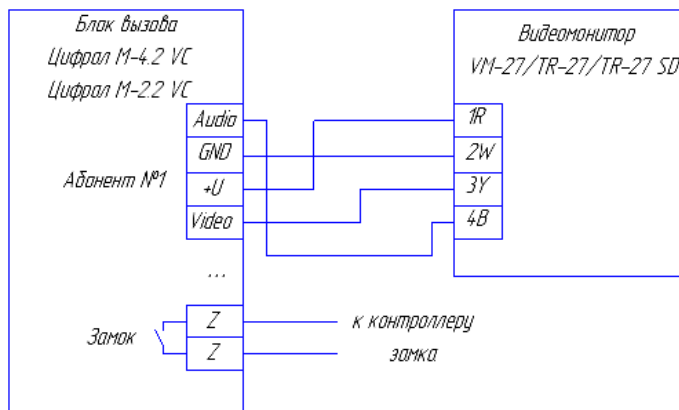 Блок вызова
Цифрал М-4.2 VC
Цифрал М-2.2 VC
Абонент №1
Audio
GND
+U
Video
...
Замок
Z
Z
к контроллеру
замка
Видеомонитор
VM-27/TR-27/TR-27 SD
1R
2W
3Y
4B